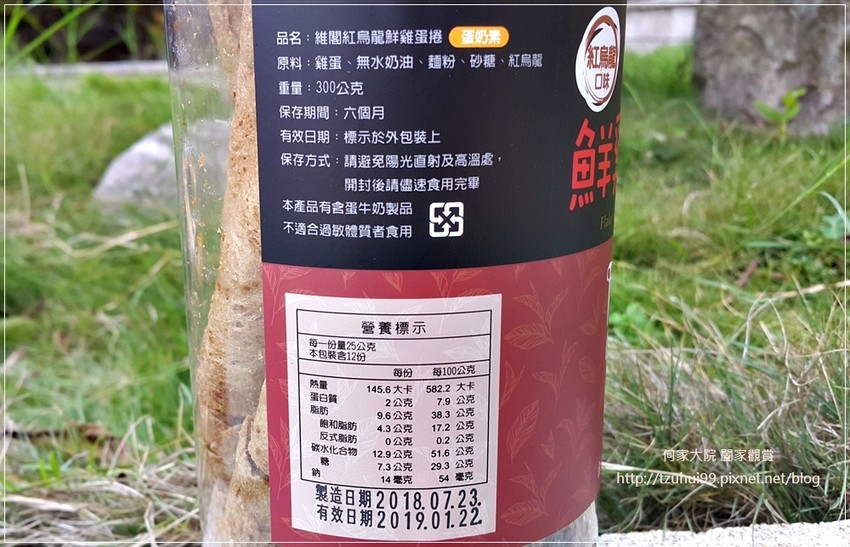 品名：維閣紅烏龍鮮雞蛋捲 蛋奶素
原料：雞蛋、無水奶油、麵粉、砂糖、紅烏龍
重量：300公克
保存期間：六個月
有效日期：標示於外包裝上
保存方式：請避免陽光直射及高溫處，
開封後請儘速食用完畢
本產品有含蛋牛奶製品
不適合過敏體質者食用
紅烏龍
口味
鮮
營養標示
每一份量25公克
本包裝含12份
每份 每100公克
熱量 145.6 大卡 582.2 大卡
蛋白質 2 公克 7.9 公克
脂肪 9.6 公克 38.3 公克
飽和脂肪 4.3 公克 17.2 公克
反式脂肪 0 公克 0.2 公克
碳水化合物 12.9 公克 51.6 公克
糖 7.3 公克 29.3 公克
鈉 14 毫克 54 毫克
製造日期 2018.07.23.
有效日期 2019.01.22.
何家大院 闔家觀賞
http://tzuhui99.pixnet.net/blog